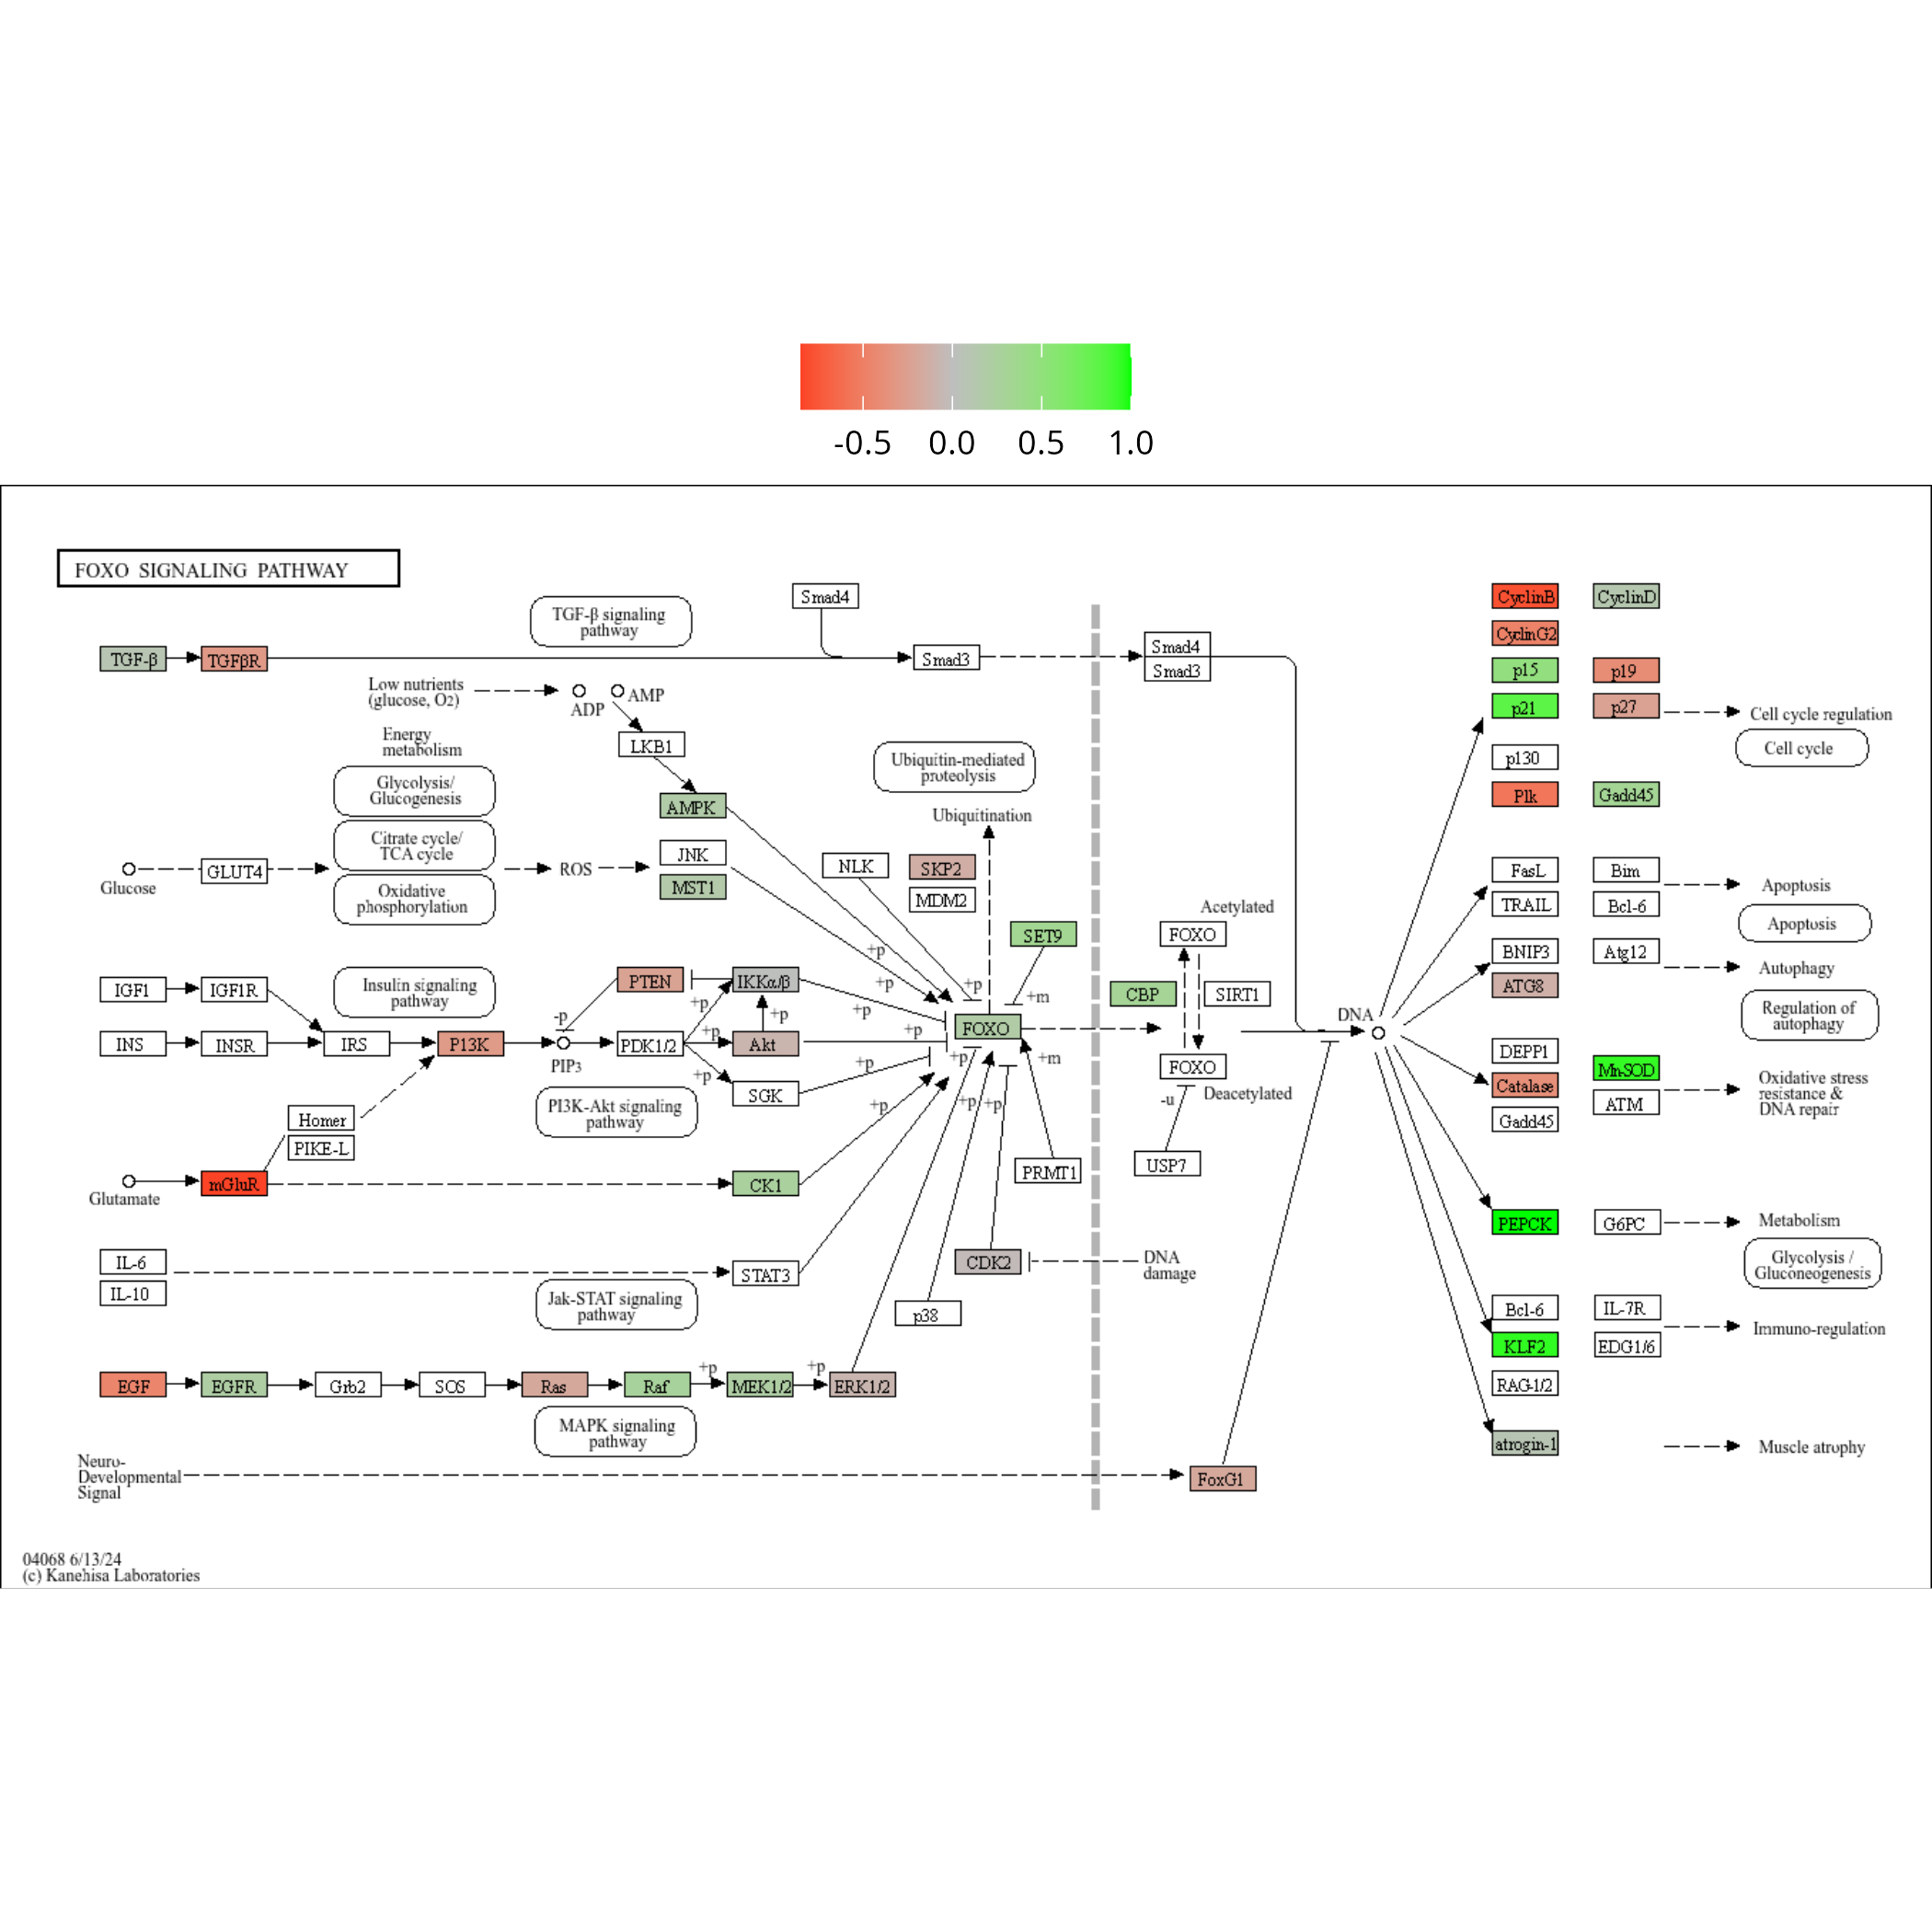 -0.5 0.0 0.5 1.0
FOXO SIGNALING PATHWAY
TGF-β signaling
pathway
Smad4
Smad3
Smad4
Smad3
TGF-β
TGFβR
Low nutrients
(glucose, O2)
ADP
AMP
Energy
metabolism
LKB1
Glycolysis/
Glucogenesis
AMPK
Citrate cycle/
TCA cycle
Oxidative
phosphorylation
Glucose
GLUT4
ROS
JNK
MST1
NLK
Ubiquitin-mediated
proteolysis
Ubiquitination
SKP2
MDM2
SET9
+p
+p
+p
+m
+p
+p
+p
+m
IGF1
IGF1R
Insulin signaling
pathway
PTEN
IKKα/β
-p
+p
+p
+p
+p
INS
INSR
IRS
P13K
PIP3
PDK1/2
Akt
SGK
FOXO
+p
+p
+p
+p
Homer
PIKE-L
PI3K-Akt signaling
pathway
Glutamate
mGluR
CK1
PRMT1
IL-6
IL-10
STAT3
Jak-STAT signaling
pathway
CDK2
DNA
damage
p38
EGF
EGFR
Grb2
SOS
Ras
Raf
+p
MEK1/2
+p
ERK1/2
MAPK signaling
pathway
Neuro-
Developmental
Signal
FoxG1
Acetylated
FOXO
CBP
SIRT1
FOXO
Deacetylated
-u
USP7
DNA
CyclinB
CyclinD
CyclinG2
p15
p19
p21
p27
Cell cycle regulation
Cell cycle
p130
Plk
Gadd45
FasL
Bim
Apoptosis
TRAIL
Bcl-6
Apoptosis
BNIP3
Atg12
Autophagy
ATG8
Regulation of
autophagy
DEPP1
Mn-SOD
Catalase
ATM
Oxidative stress
resistance &
DNA repair
Gadd45
PEPCK
G6PC
Metabolism
Glycolysis /
Gluconeogenesis
Bcl-6
IL-7R
Immuno-regulation
KLF2
EDG1/6
RAG-1/2
atrogin-1
Muscle atrophy
04068 6/13/24
(c) Kanehisa Laboratories